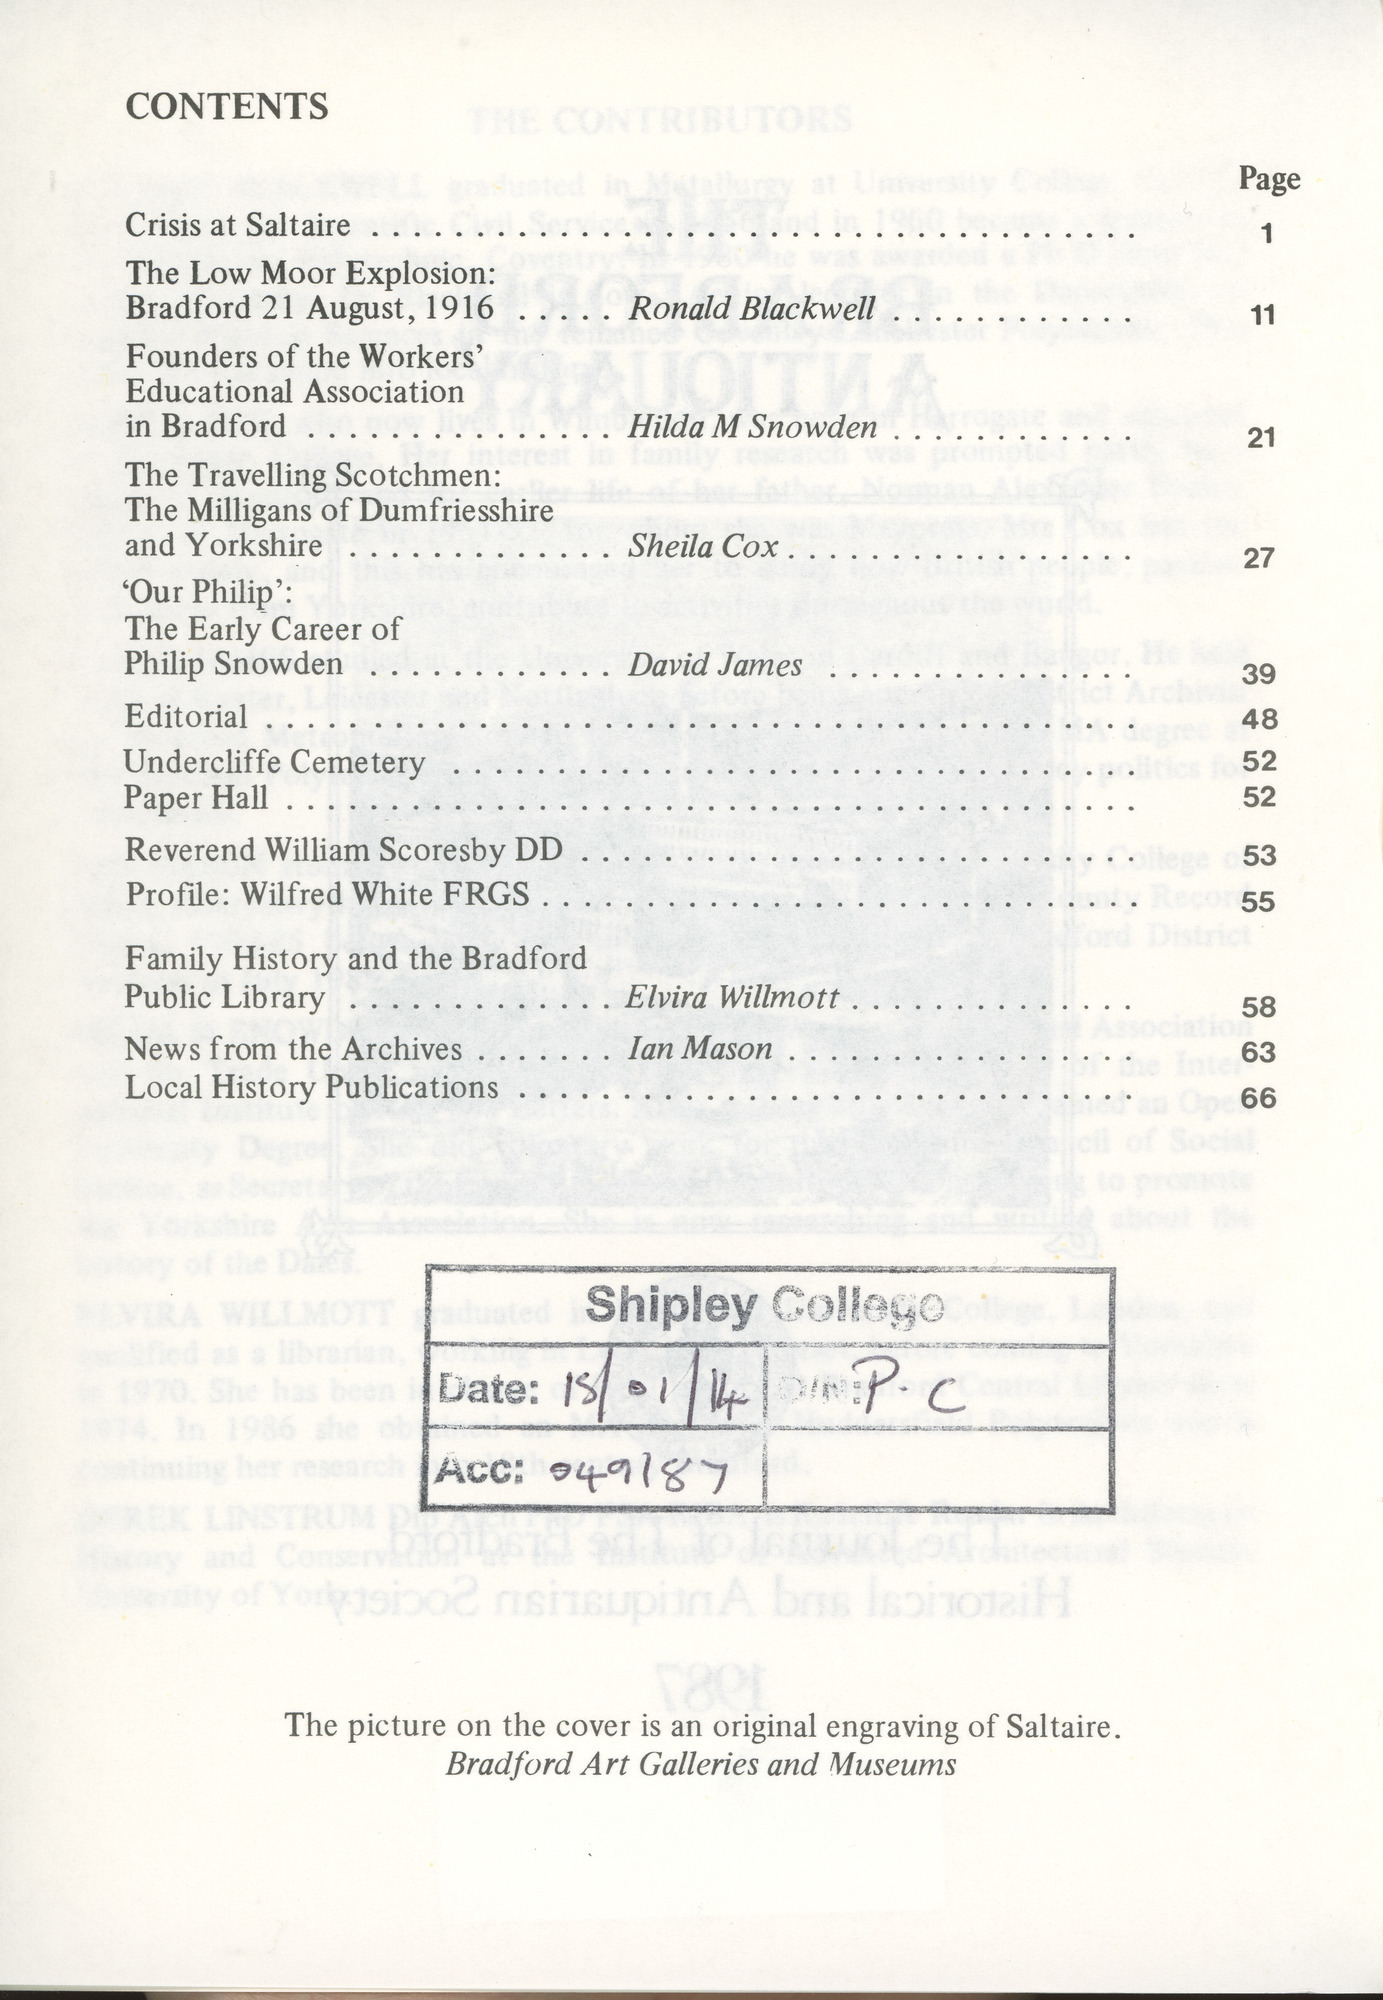 CONTENTS
Page
Crisis at Saltaire . . . . . . . . . . . . . . . . . . . . . . . . . . . . . . . . . . . . . . 1
The Low Moor Explosion:
Bradford 21 August, 1916 . . . . . Ronald Blackwell . . . . . . . . . . . . 11
Founders of the Workers'
Educational Association
in Bradford . . . . . . . . . . . . . . . Hilda M Snowden . . . . . . . . . . . . 21
The Travelling Scotchmen:
The Milligans of Dumfriesshire
and Yorkshire . . . . . . . . . . . . . Sheila Cox . . . . . . . . . . . . . . . . . 27
‘Our Philip’:
The Early Career of
Philip Snowden . . . . . . . . . . . . David James . . . . . . . . . . . . . . . 39
Editorial . . . . . . . . . . . . . . . . . . . . . . . . . . . . . . . . . . . . . . . . . . . 48
Undercliffe Cemetery . . . . . . . . . . . . . . . . . . . . . . . . . . . . . . . . . 52
Paper Hall . . . . . . . . . . . . . . . . . . . . . . . . . . . . . . . . . . . . . . . . . . 52
Reverend William Scoresby DD . . . . . . . . . . . . . . . . . . . . . . . . . . . 53
Profile: Wilfred White FRGS . . . . . . . . . . . . . . . . . . . . . . . . . . . . . 55
Family History and the Bradford
Public Library . . . . . . . . . . . . . Elvira Willmott . . . . . . . . . . . . . . 58
News from the Archives . . . . . . . Ian Mason . . . . . . . . . . . . . . . . . 63
Local History Publications . . . . . . . . . . . . . . . . . . . . . . . . . . . . . . 66
Shipley College
Date: 15/01/14 D/N: P.C
Acc: 049187
The picture on the cover is an original engraving of Saltaire.
Bradford Art Galleries and Museums